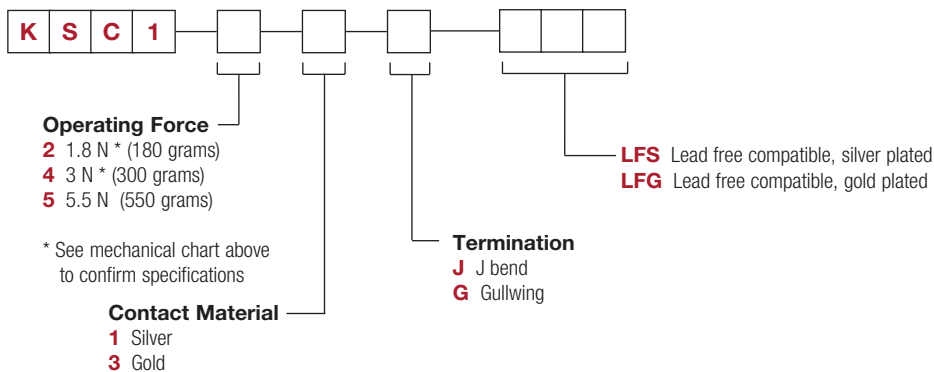 K S C 1
Operating Force
2 1.8 N * (180 grams)
4 3 N * (300 grams)
5 5.5 N (550 grams)
* See mechanical chart above
to confirm specifications
Contact Material
1 Silver
3 Gold
Termination
J J bend
G Gullwing
LFS Lead free compatible, silver plated
LFG Lead free compatible, gold plated